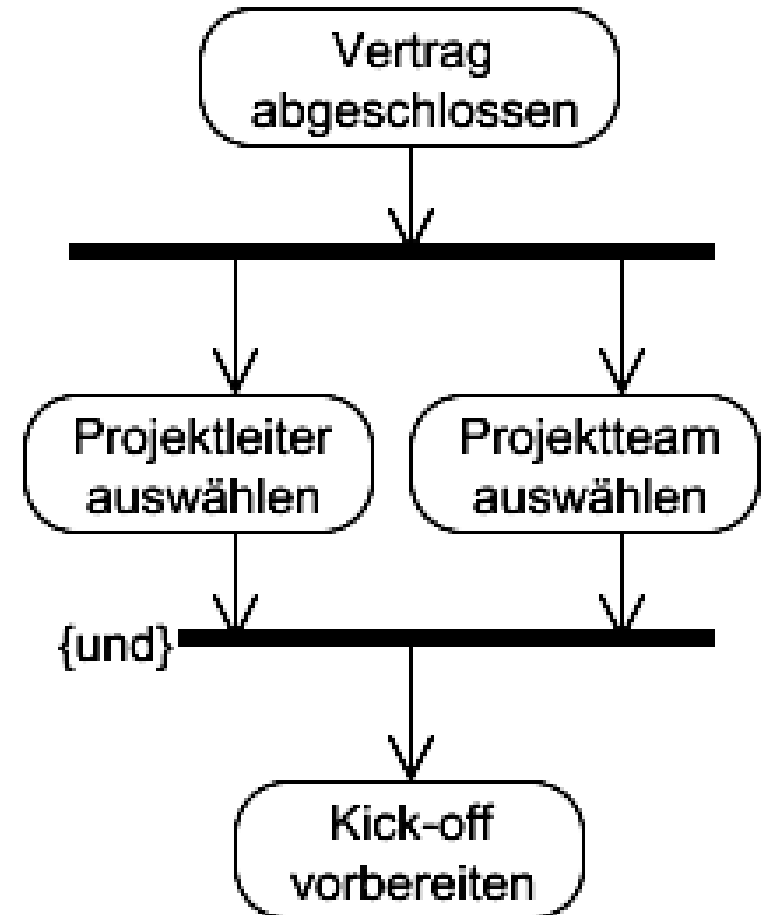 Vertrag
abgeschlossen
Projektleiter
auswählen
Projektteam
auswählen
{und}
Kick-off
vorbereiten